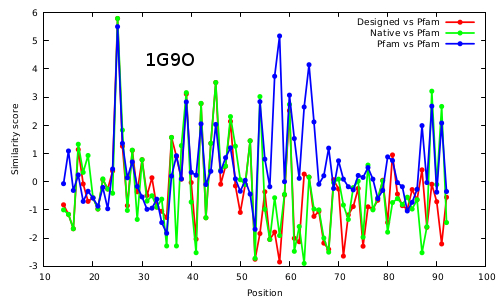 Designed vs Pfam
Native vs Pfam
Pfam vs Pfam
1G9O
6
5
4
3
2
1
0
-1
-2
-3
Similarity score
10 20 30 40 50 60 70 80 90 100
Position